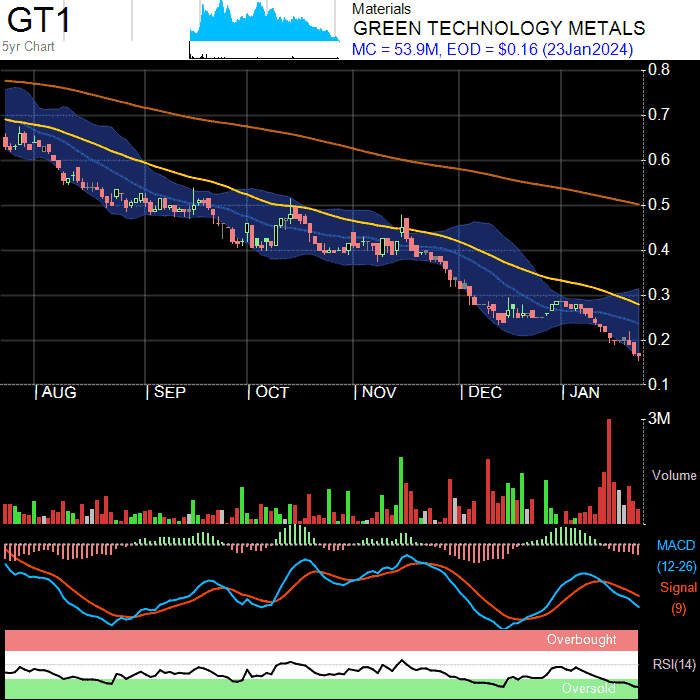 GT1
5yr Chart
Materials
GREEN TECHNOLOGY METALS
MC = 53.9M, EOD = $0.16 (23Jan2024)
0.8
0.7
0.6
0.5
0.4
0.3
0.2
0.1
AUG
SEP
OCT
NOV
DEC
JAN
3M
Volume
MACD
(12-26)
Signal
(9)
Overbought
RSI(14)
Oversold